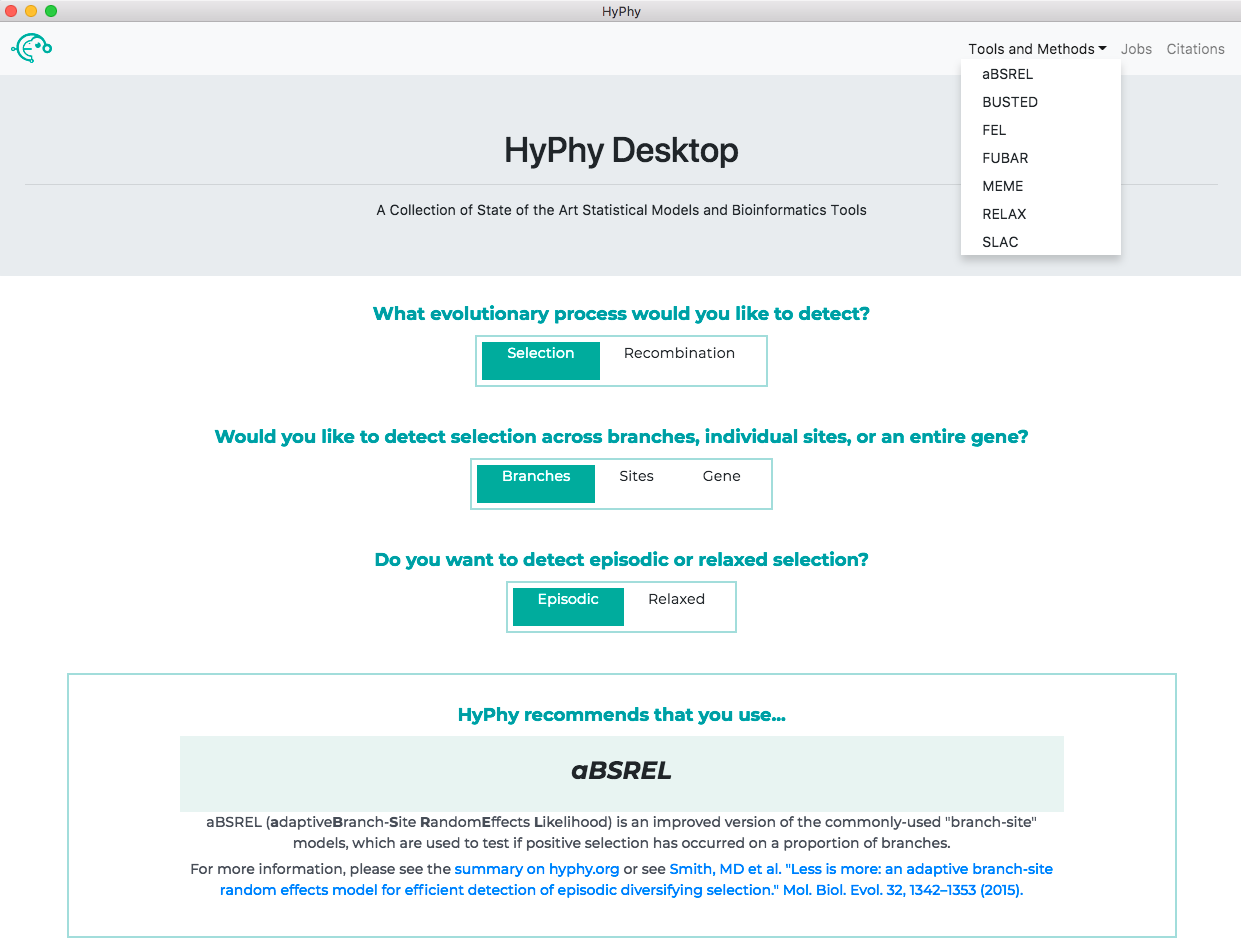 HyPhy
Tools and Methods Jobs Citations
aBSREL
BUSTED
FEL
FUBAR
MEME
RELAX
SLAC
HyPhy Desktop
A Collection of State of the Art Statistical Models and Bioinformatics Tools
What evolutionary process would you like to detect?
Selection Recombination
Would you like to detect selection across branches, individual sites, or an entire gene?
Branches Sites Gene
Do you want to detect episodic or relaxed selection?
Episodic Relaxed
HyPhy recommends that you use...
aBSREL
aBSREL (adaptiveBranch-Site RandomEffects Likelihood) is an improved version of the commonly-used "branch-site"
models, which are used to test if positive selection has occurred on a proportion of branches.
For more information, please see the summary on hyphy.org or see Smith, MD et al. "Less is more: an adaptive branch-site
random effects model for efficient detection of episodic diversifying selection." Mol. Biol. Evol. 32, 1342–1353 (2015).